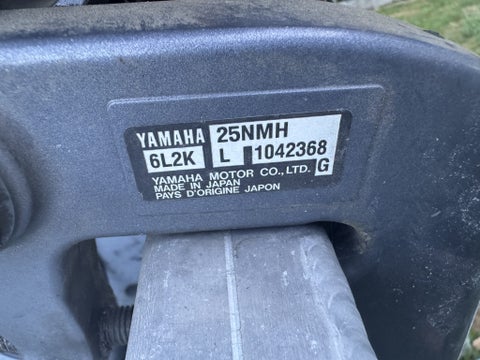 YAMAHA 25NMH
6L2K L 1042368
YAMAHA MOTOR CO., LTD. G
MADE IN JAPAN
PAYS D'ORIGINE JAPON